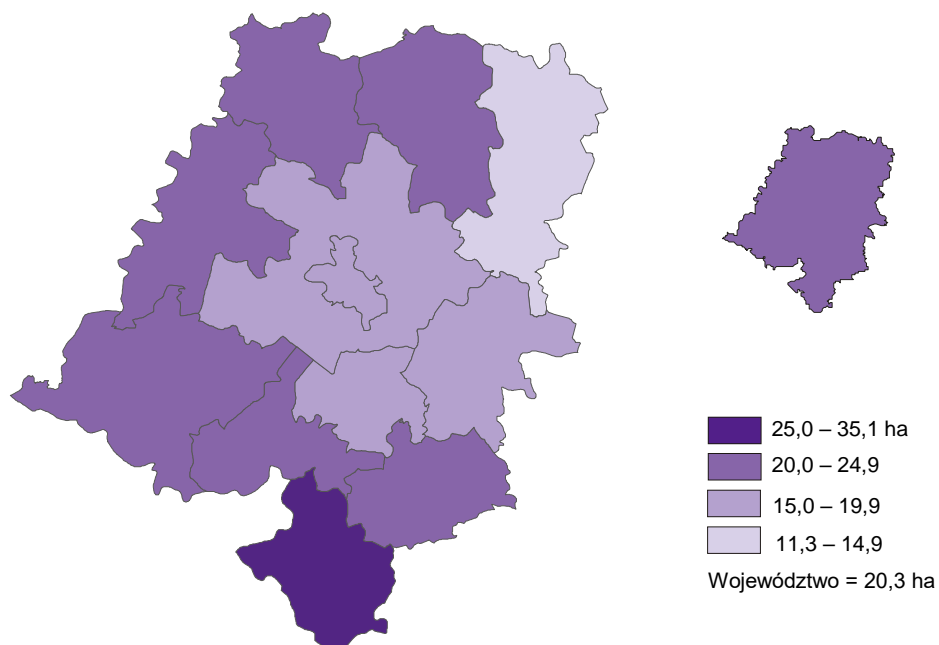 25,0 – 35,1 ha
20,0 – 24,9
15,0 – 19,9
11,3 – 14,9
Województwo = 20,3 ha